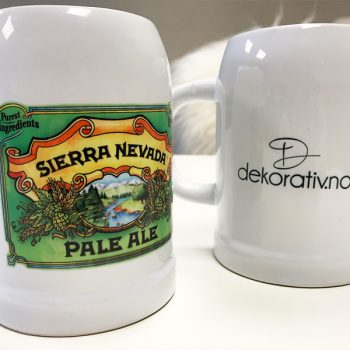 Purest
Ingredients
SIERRA NEVADA
PALE ALE
D
dekorativ.no